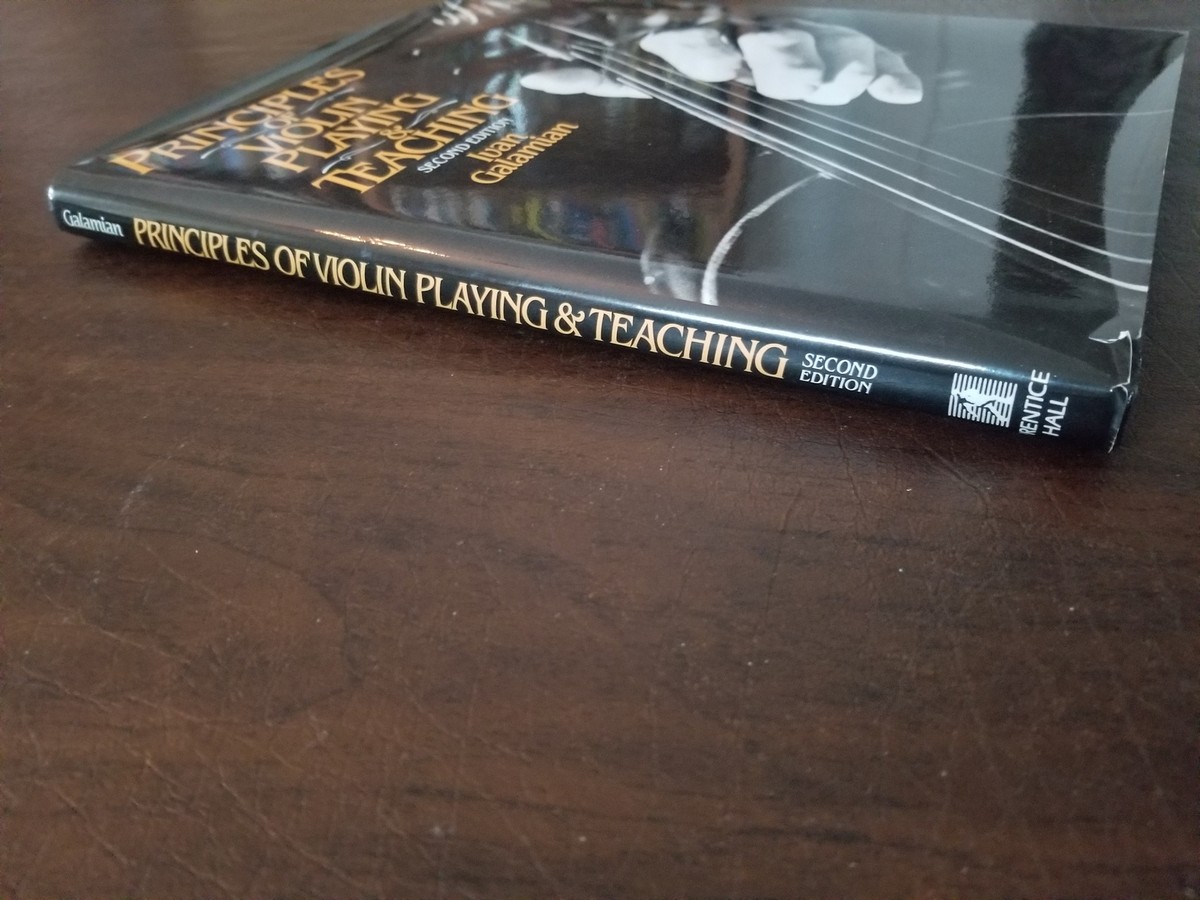 PRINCIPLES
OF
VIOLIN
PLAYING
&
TEACHING
SECOND EDITION
Ivan
Galamian
Galamian PRINCIPLES OF VIOLIN PLAYING & TEACHING SECOND
EDITION
RENTICE
HALL